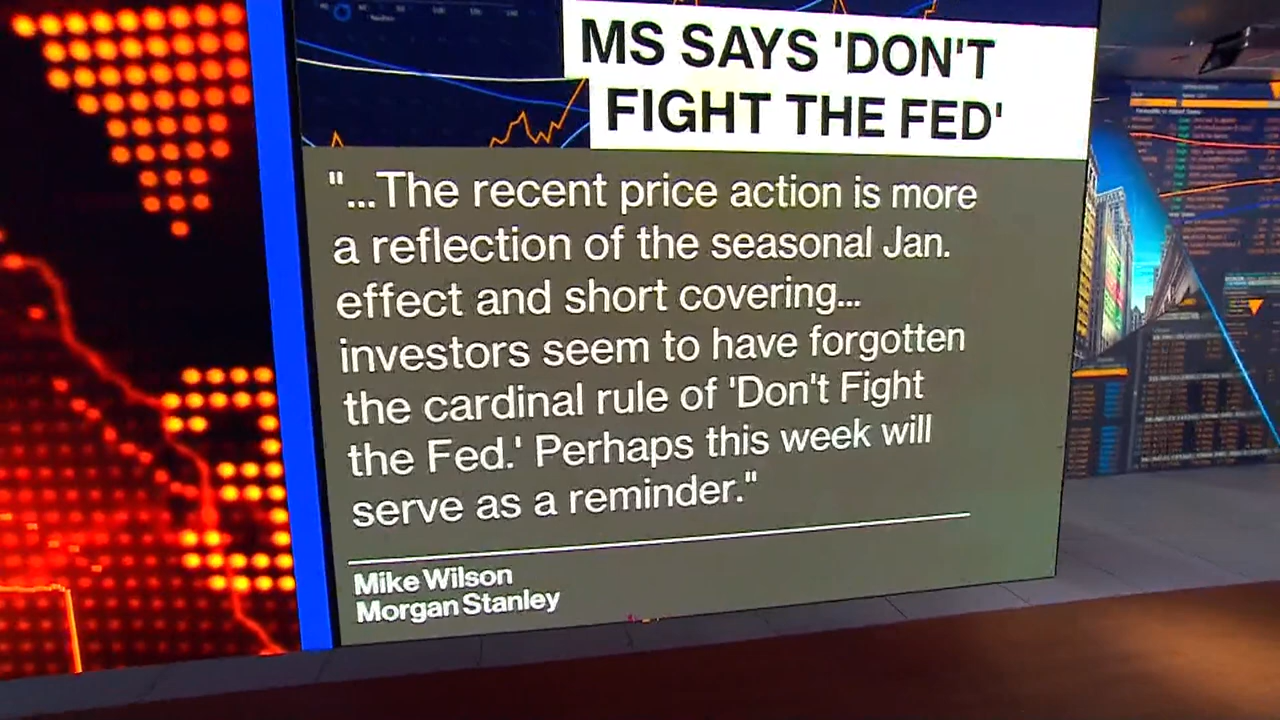 MS SAYS 'DON'T
FIGHT THE FED'
"...The recent price action is more
a reflection of the seasonal Jan.
effect and short covering...
investors seem to have forgotten
the cardinal rule of 'Don't Fight
the Fed.' Perhaps this week will
serve as a reminder."
Mike Wilson
Morgan Stanley